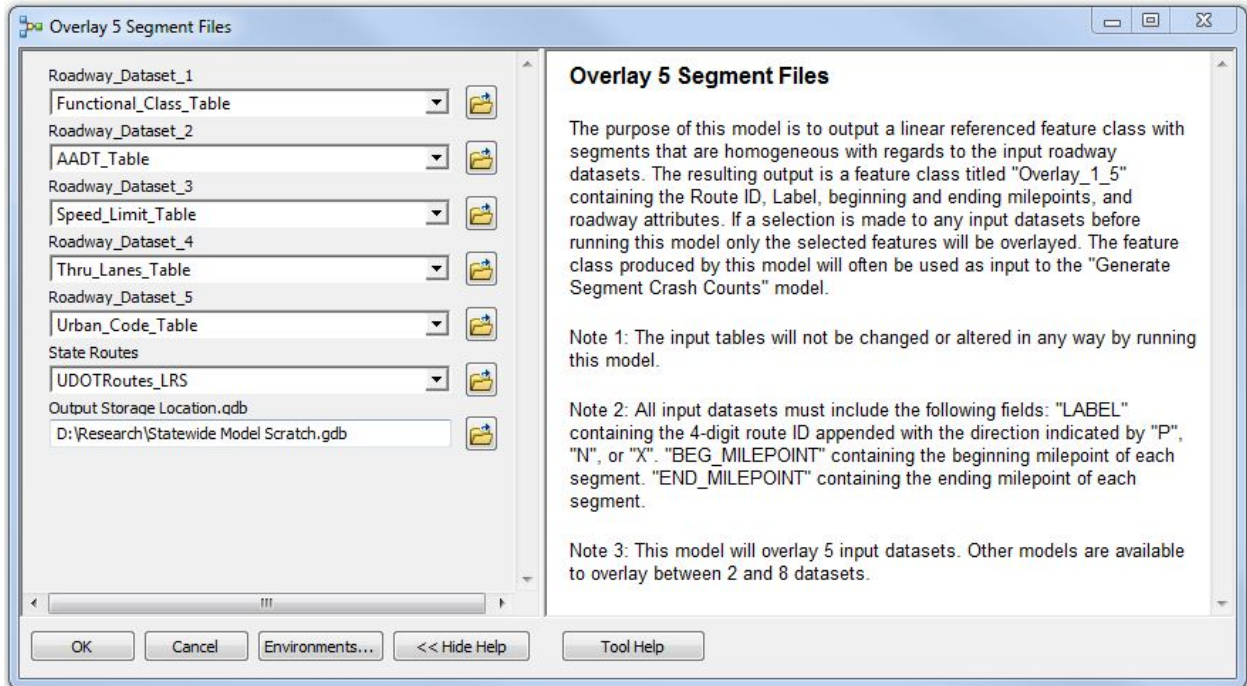 Overlay 5 Segment Files
Roadway_Dataset_1
Functional_Class_Table
Roadway_Dataset_2
AADT_Table
Roadway_Dataset_3
Speed_Limit_Table
Roadway_Dataset_4
Thru_Lanes_Table
Roadway_Dataset_5
Urban_Code_Table
State Routes
UDOTRoutes_LRS
Output Storage Location.gdb
D:\Research\Statewide Model Scratch.gdb
Overlay 5 Segment Files
The purpose of this model is to output a linear referenced feature class with
segments that are homogeneous with regards to the input roadway
datasets. The resulting output is a feature class titled "Overlay_1_5"
containing the Route ID, Label, beginning and ending milepoints, and
roadway attributes. If a selection is made to any input datasets before
running this model only the selected features will be overlayed. The feature
class produced by this model will often be used as input to the "Generate
Segment Crash Counts" model.
Note 1: The input tables will not be changed or altered in any way by running
this model.
Note 2: All input datasets must include the following fields: "LABEL"
containing the 4-digit route ID appended with the direction indicated by "P",
"N", or "X". "BEG_MILEPOINT" containing the beginning milepoint of each
segment. "END_MILEPOINT" containing the ending milepoint of each
segment.
Note 3: This model will overlay 5 input datasets. Other models are available
to overlay between 2 and 8 datasets.
OK
Cancel
Environments...
<< Hide Help
Tool Help